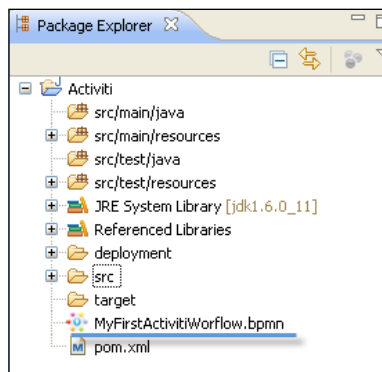 Package Explorer
Activiti
src/main/java
src/main/resources
src/test/java
src/test/resources
JRE System Library [jdk1.6.0_11]
Referenced Libraries
deployment
src
target
MyFirstActivitiWorflow.bpmn
pom.xml